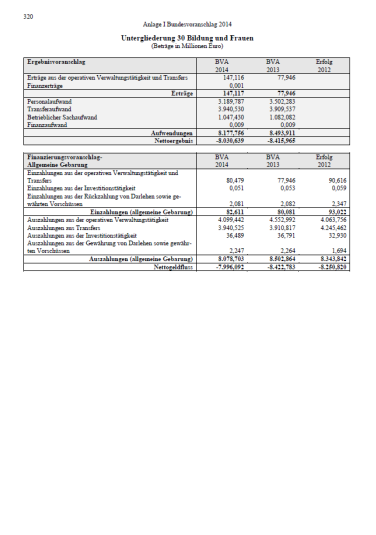 320
Anlage I Bundesvoranschlag 2014
Untergliederung 30 Bildung und Frauen
(Beträge in Millionen Euro)
Ergebnisvoranschlag BVA 2014 BVA 2013 Erfolg 2012
Erträge aus der operativen Verwaltungstätigkeit und Transfers 147,116 77,946
Finanzerträge 0,001
Erträge 147,117 77,946
Personalaufwand 3.189,787 3.502,283
Transferaufwand 3.940,530 3.909,537
Betrieblicher Sachaufwand 1.047,430 1.082,082
Finanzaufwand 0,009 0,009
Aufwendungen 8.177,756 8.493,911
Nettoergebnis -8.030,639 -8.415,965
Finanzierungsvoranschlag- BVA BVA Erfolg
Allgemeine Gebarung 2014 2013 2012
Einzahlungen aus der operativen Verwaltungstätigkeit und
Transfers 80,479 77,946 90,616
Einzahlungen aus der Investitionstätigkeit 0,051 0,053 0,059
Einzahlungen aus der Rückzahlung von Darlehen sowie ge-
währten Vorschüssen 2,081 2,082 2,347
Einzahlungen (allgemeine Gebarung) 82,611 80,081 93,022
Auszahlungen aus der operativen Verwaltungstätigkeit 4.099,442 4.552,992 4.063,756
Auszahlungen aus Transfers 3.940,525 3.910,817 4.245,462
Auszahlungen aus der Investitionstätigkeit 36,489 36,791 32,930
Auszahlungen aus der Gewährung von Darlehen sowie gewähr-
ten Vorschüssen 2,247 2,264 1,694
Auszahlungen (allgemeine Gebarung) 8.078,703 8.502,864 8.343,842
Nettogeldfluss -7.996,092 -8.422,783 -8.250,820